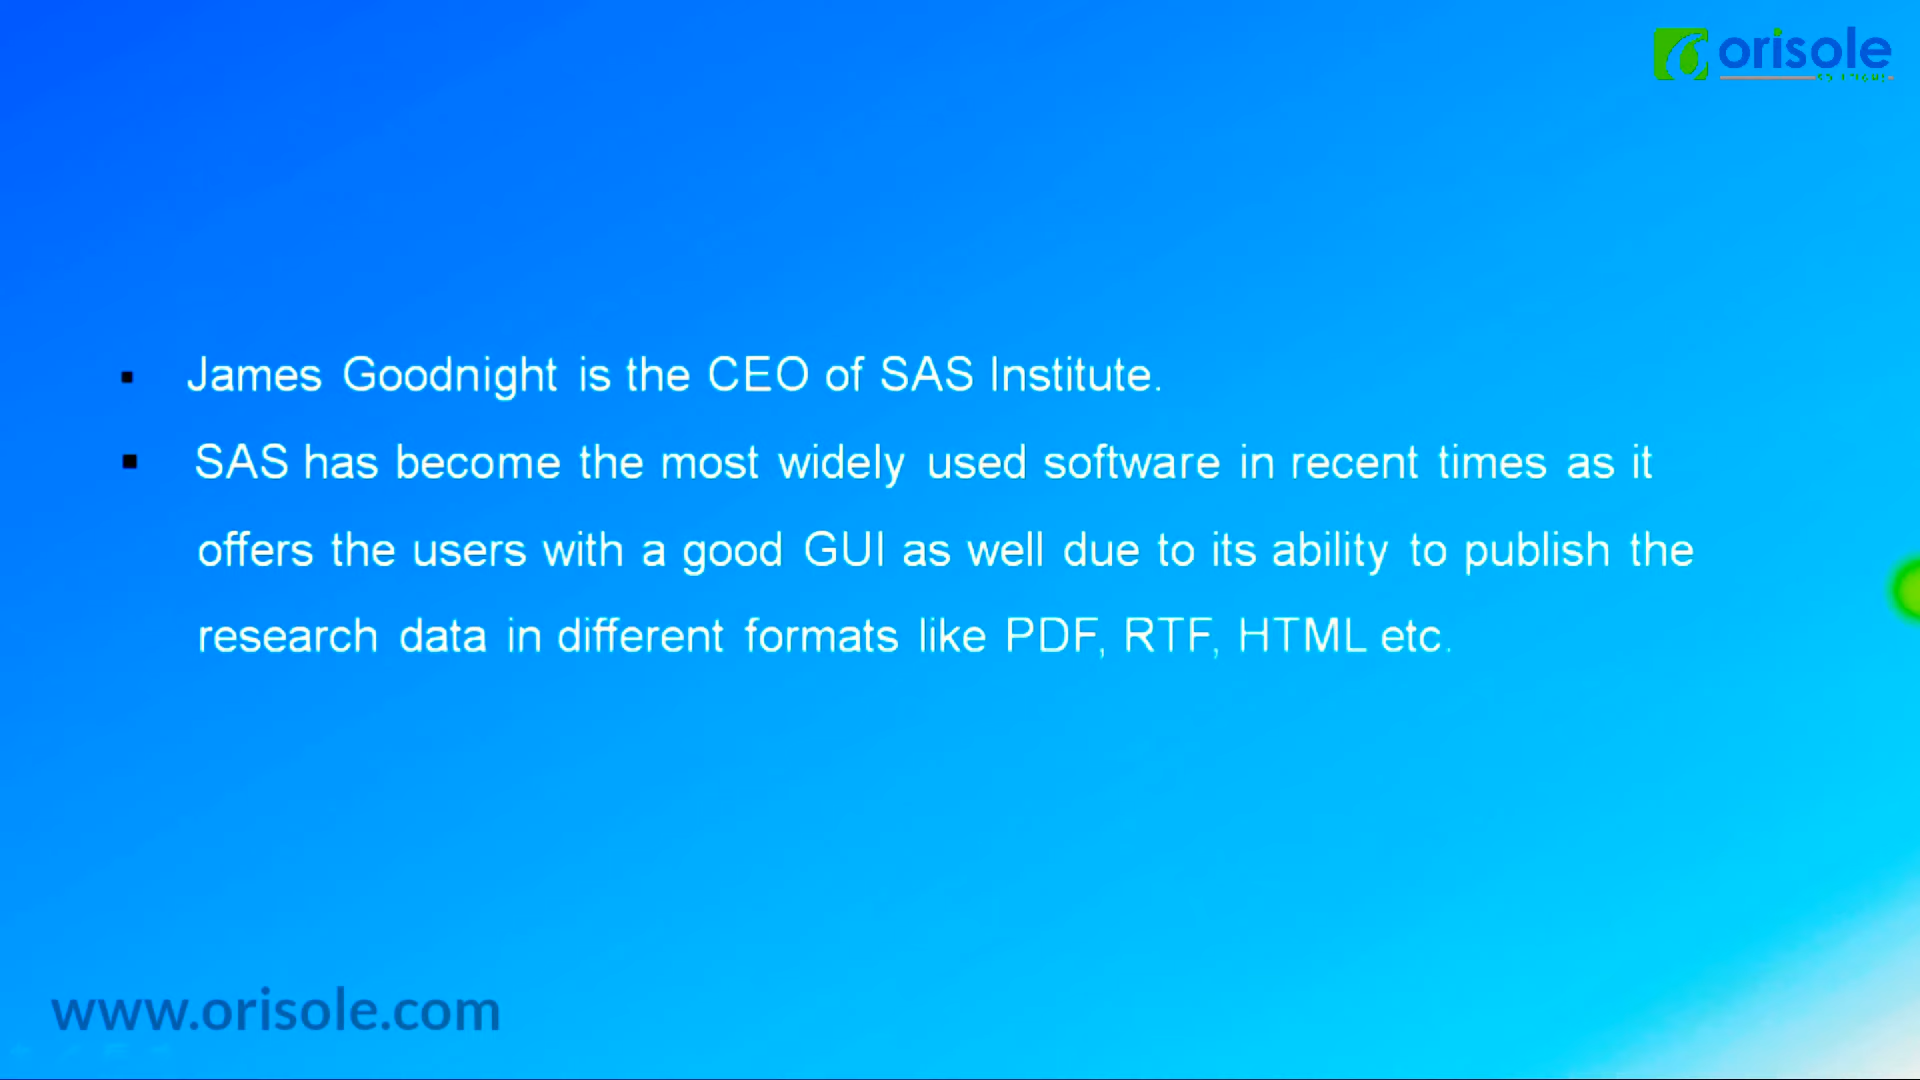 orisole
James Goodnight is the CEO of SAS Institute.
SAS has become the most widely used software in recent times as it
offers the users with a good GUI as well due to its ability to publish the
research data in different formats like PDF, RTF, HTML etc.
www.orisole.com